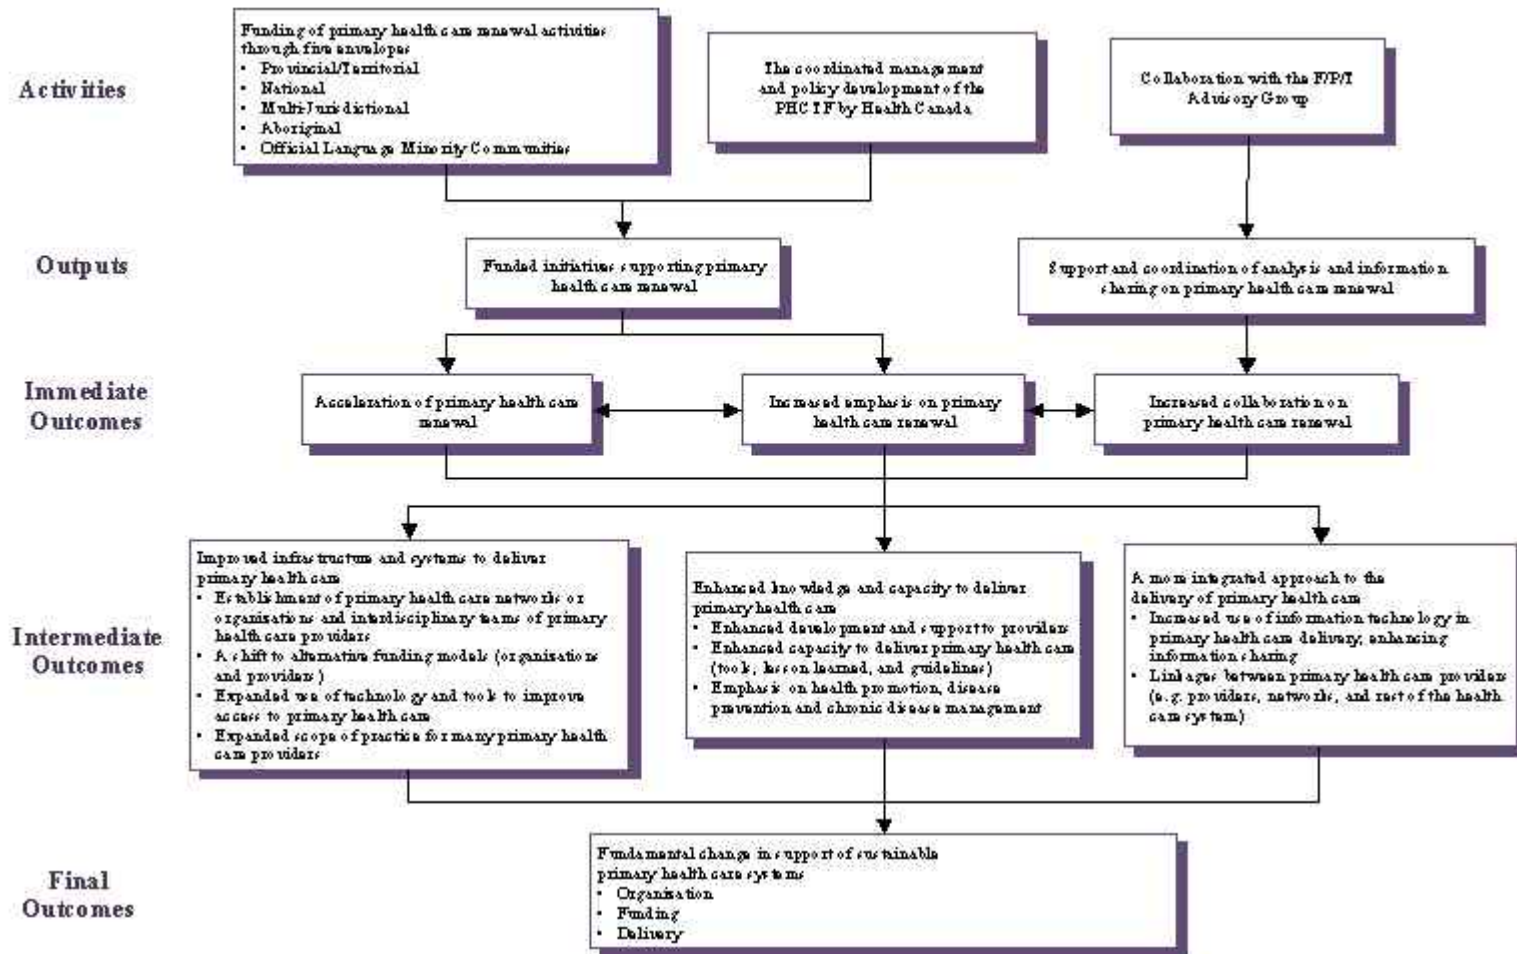 Activities
Funding of primary health care renewal activities
through five envelopes
• Provincial/Territorial
• National
• Multi-Jurisdictional
• Aboriginal
• Official Language Minority Communities
The coordinated management
and policy development of the
PHCTF by Health Canada
Collaboration with the F/P/T
Advisory Group
Outputs
Funded initiatives supporting primary
health care renewal
Support and coordination of analysis and information
sharing on primary health care renewal
Immediate
Outcomes
Acceleration of primary health care
renewal
Increased emphasis on primary
health care renewal
Increased collaboration on
primary health care renewal
Intermediate
Outcomes
Improved infrastructure and systems to deliver
primary health care
• Establishment of primary health care networks or
organisations and interdisciplinary teams of primary
health care providers
• A shift to alternative funding models (organisations
and providers)
• Expanded use of technology and tools to improve
access to primary health care
• Expanded scope of practice for many primary health
care providers
Enhanced knowledge and capacity to deliver
primary health care
• Enhanced development and support to providers
• Enhanced capacity to deliver primary health care
(tools, lesson learned, and guidelines)
• Emphasis on health promotion, disease
prevention and chronic disease management
A more integrated approach to the
delivery of primary health care
• Increased use of information technology in
primary health care delivery, enhancing
information sharing
• Linkages between primary health care providers
(e.g. providers, networks, and rest of the health
care system)
Final
Outcomes
Fundamental change in support of sustainable
primary health care systems
• Organisation
• Funding
• Delivery